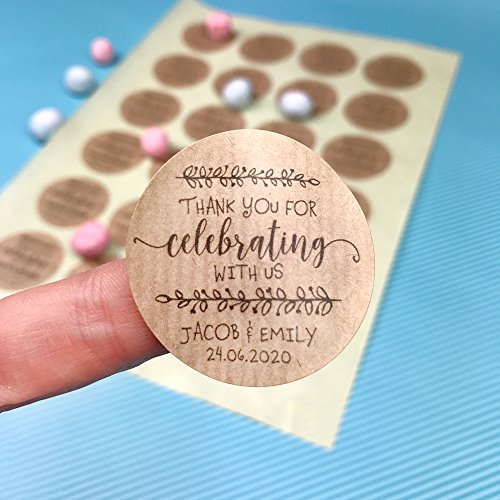 THANK YOU FOR
celebrating
WITH US
JACOB & EMILY
24.06.2020